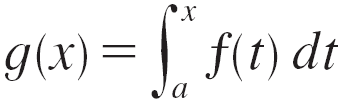 g(x) = ∫ₐˣ f(t) dt